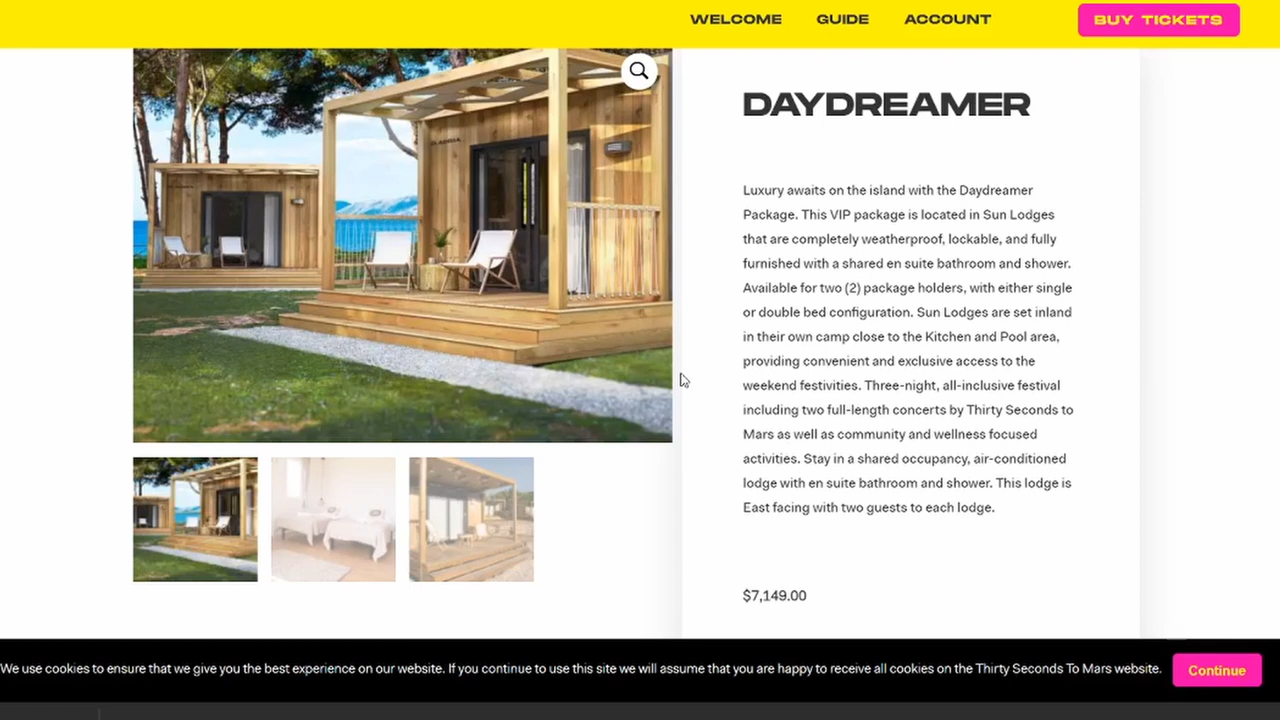 WELCOME GUIDE ACCOUNT BUY TICKETS
DAYDREAMER
Luxury awaits on the island with the Daydreamer
Package. This VIP package is located in Sun Lodges
that are completely weatherproof, lockable, and fully
furnished with a shared en suite bathroom and shower.
Available for two (2) package holders, with either single
or double bed configuration. Sun Lodges are set inland
in their own camp close to the Kitchen and Pool area,
providing convenient and exclusive access to the
weekend festivities. Three-night, all-inclusive festival
including two full-length concerts by Thirty Seconds to
Mars as well as community and wellness focused
activities. Stay in a shared occupancy, air-conditioned
lodge with en suite bathroom and shower. This lodge is
East facing with two guests to each lodge.
$7,149.00
We use cookies to ensure that we give you the best experience on our website. If you continue to use this site we will assume that you are happy to receive all cookies on the Thirty Seconds To Mars website. Continue